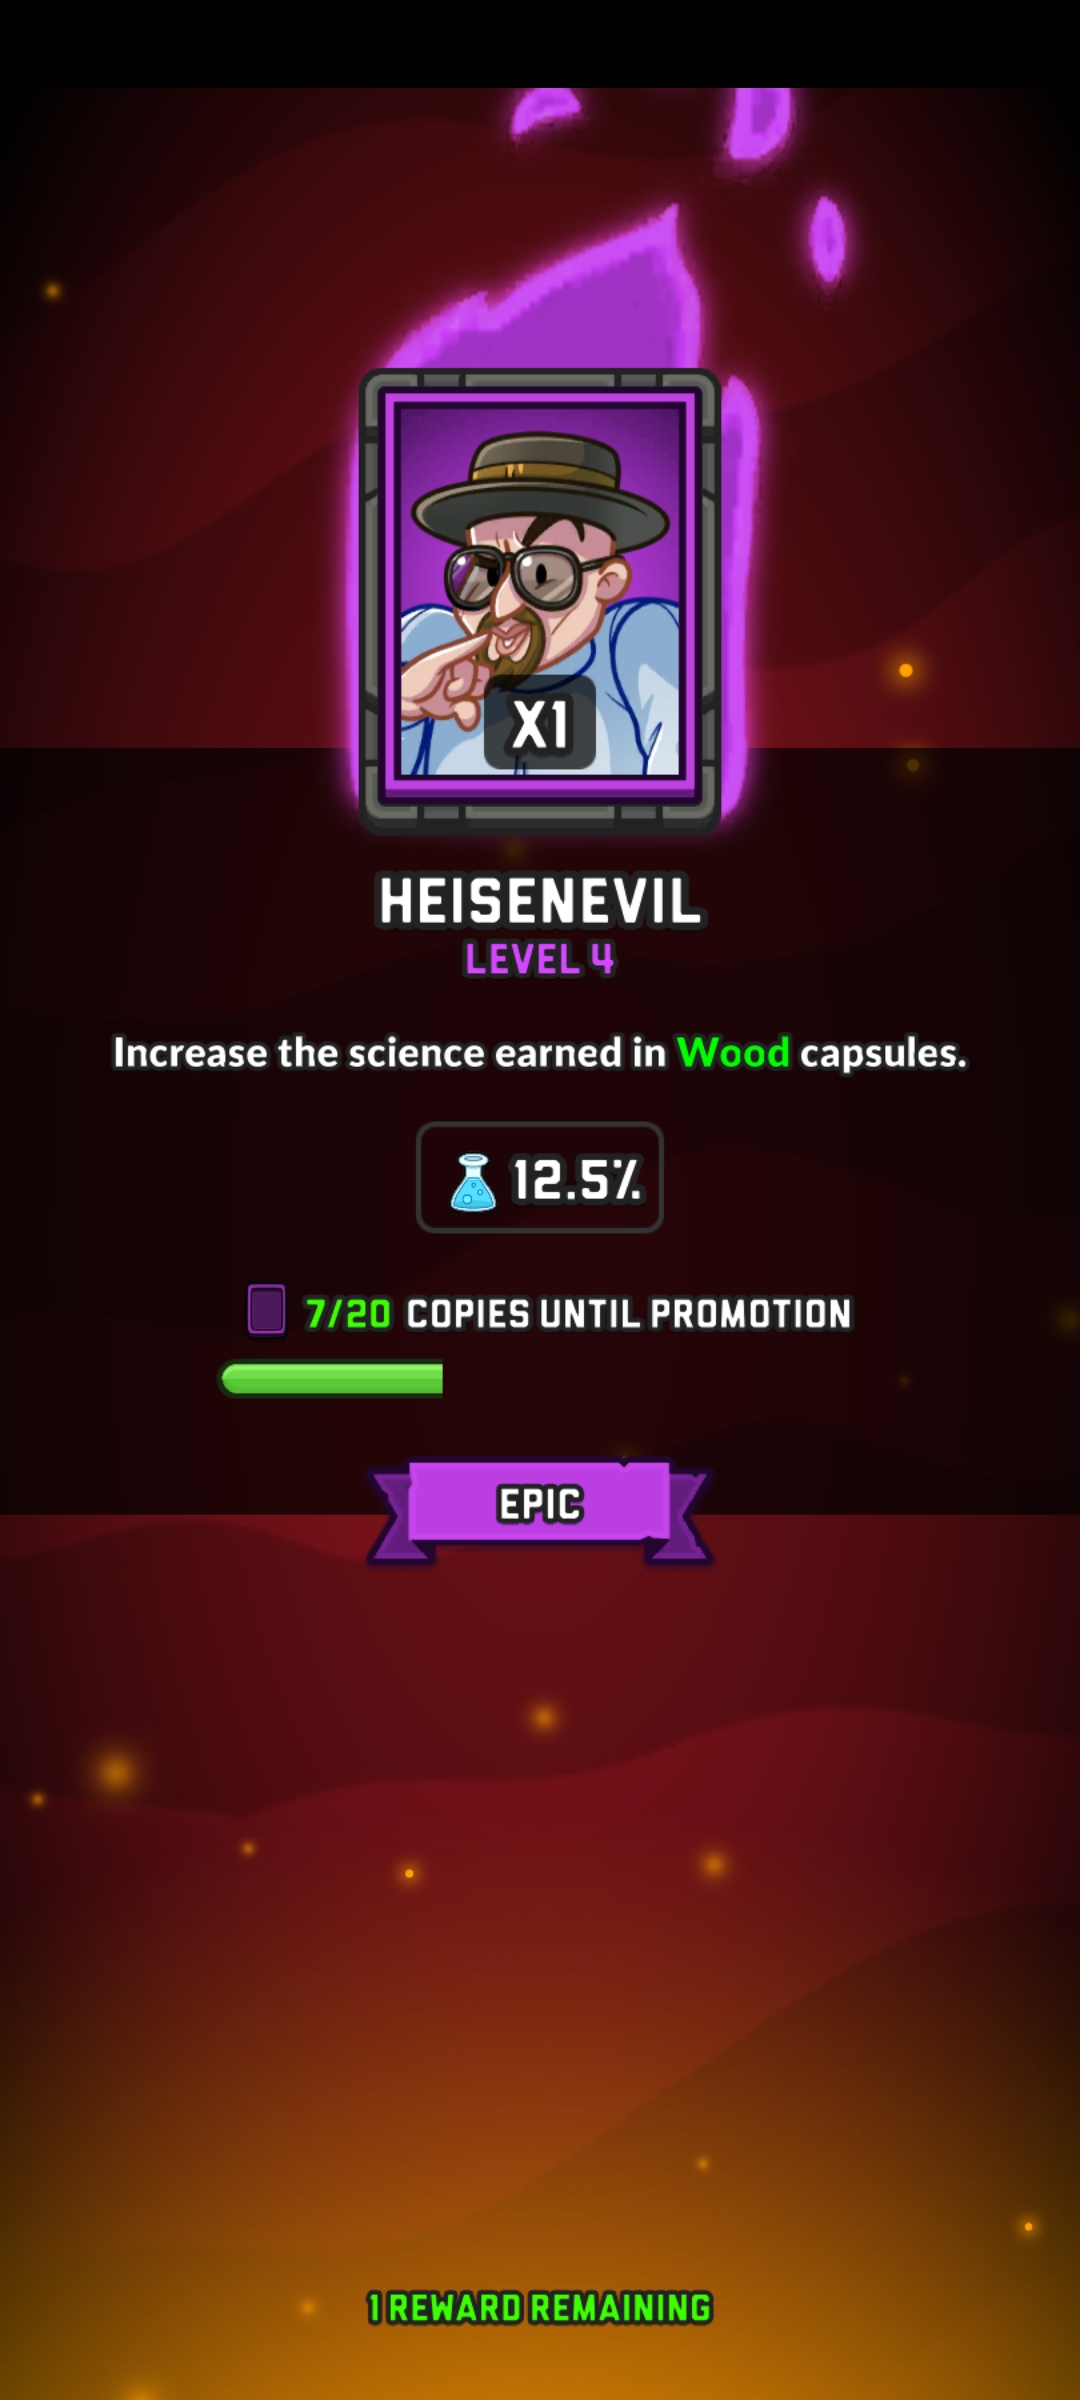 X1
HEISENEVIL
LEVEL 4
Increase the science earned in Wood capsules.
12.5%
7/20 COPIES UNTIL PROMOTION
EPIC
1 REWARD REMAINING